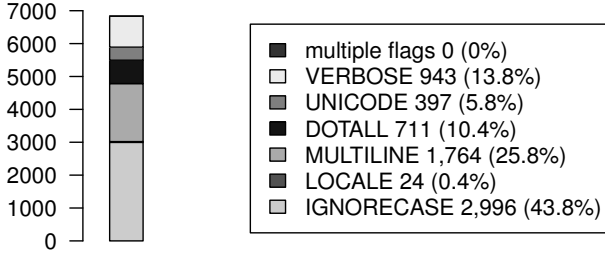 7000
6000
5000
4000
3000
2000
1000
0
multiple flags 0 (0%)
VERBOSE 943 (13.8%)
UNICODE 397 (5.8%)
DOTALL 711 (10.4%)
MULTILINE 1,764 (25.8%)
LOCALE 24 (0.4%)
IGNORECASE 2,996 (43.8%)